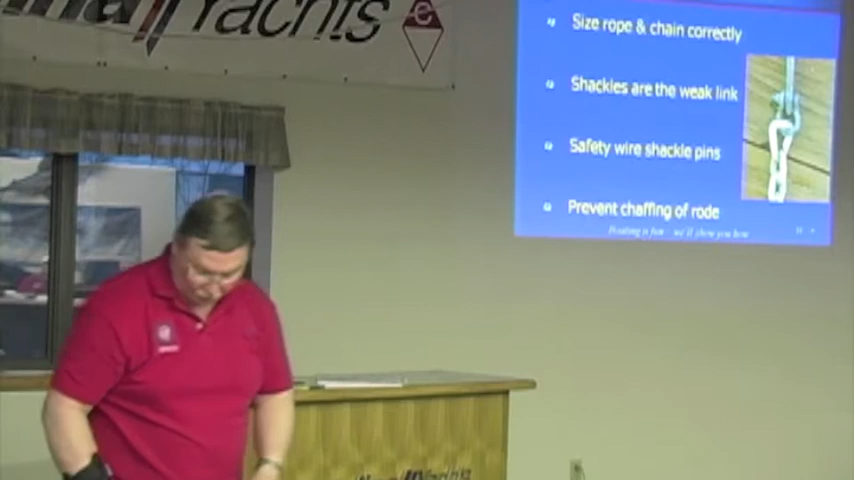 Yachts
e
Size rope & chain correctly
Shackles are the weak link
Safety wire shackle pins
Prevent chaffing of rode
Boating is fun - we'll show you how